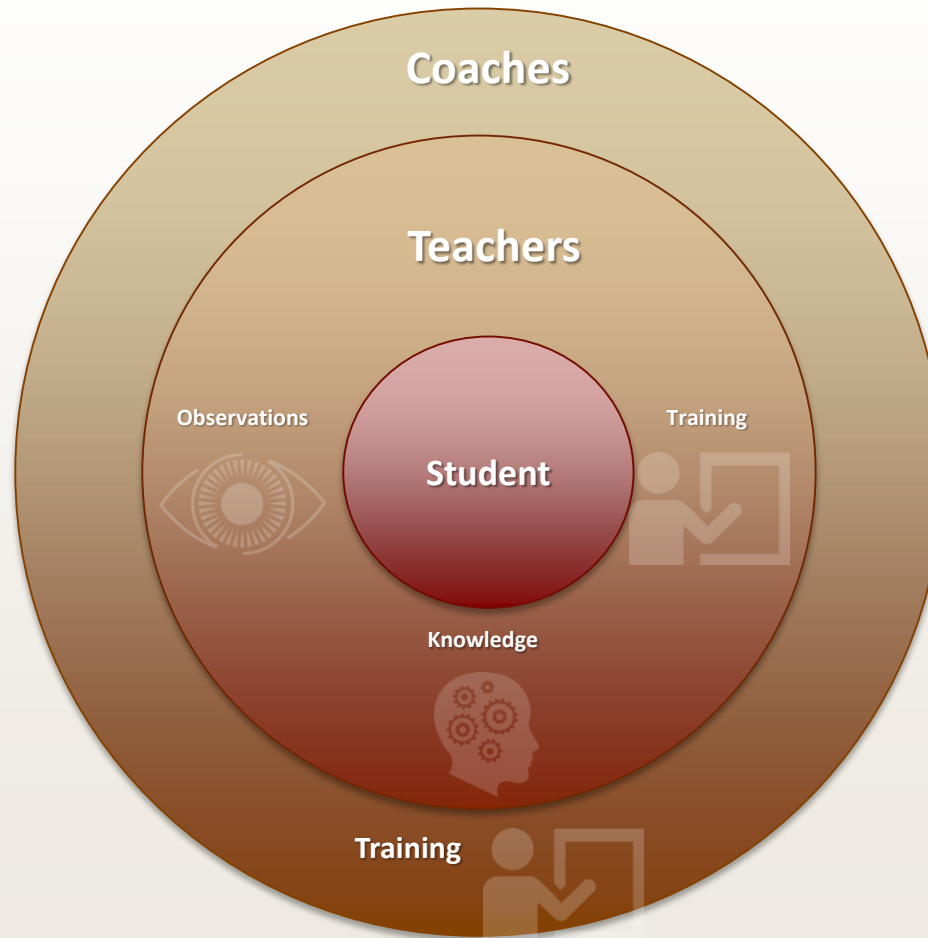 Coaches
Teachers
Observations
Training
Student
Knowledge
Training